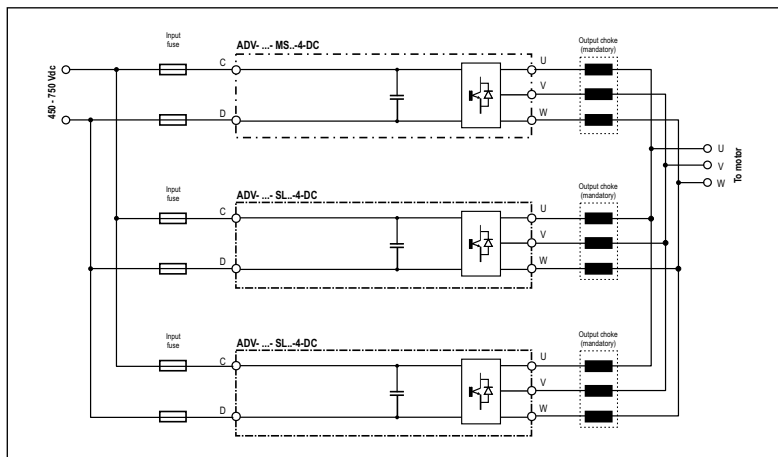 450 - 750 Vdc
Input
fuse
ADV- ...- MS..-4-DC
C
D
U
V
W
Output choke
(mandatory)
Input
fuse
ADV- ...- SL..-4-DC
C
D
U
V
W
Output choke
(mandatory)
Input
fuse
ADV- ...- SL..-4-DC
C
D
U
V
W
Output choke
(mandatory)
U
V
W
To motor